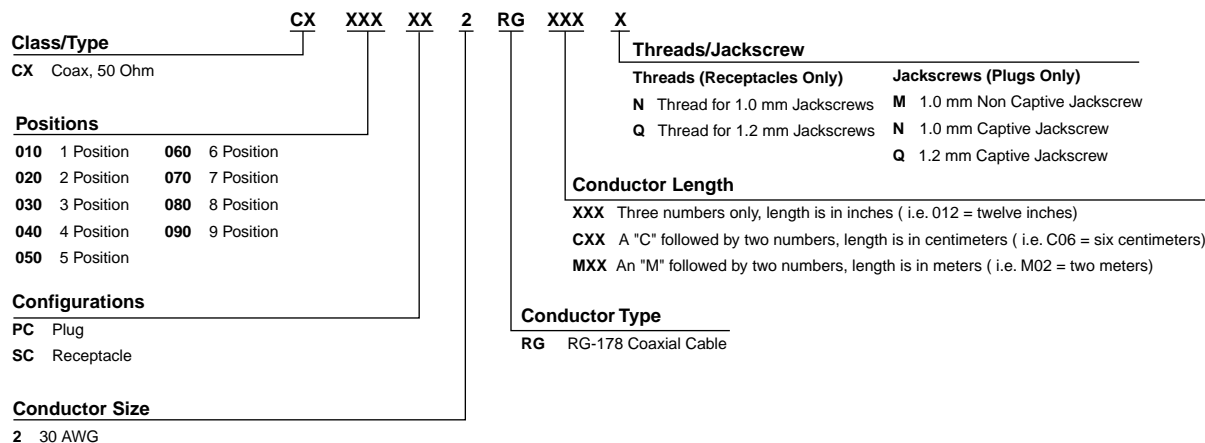 CX XXX XX 2 RG XXX X
Class/Type
CX Coax, 50 Ohm
Threads/Jackscrew
Threads (Receptacles Only) Jackscrews (Plugs Only)
N Thread for 1.0 mm Jackscrews M 1.0 mm Non Captive Jackscrew
Q Thread for 1.2 mm Jackscrews N 1.0 mm Captive Jackscrew
Q 1.2 mm Captive Jackscrew
Positions
010 1 Position 060 6 Position
020 2 Position 070 7 Position
030 3 Position 080 8 Position
040 4 Position 090 9 Position
050 5 Position
Conductor Length
XXX Three numbers only, length is in inches ( i.e. 012 = twelve inches)
CXX A "C" followed by two numbers, length is in centimeters ( i.e. C06 = six centimeters)
MXX An "M" followed by two numbers, length is in meters ( i.e. M02 = two meters)
Configurations
PC Plug
SC Receptacle
Conductor Type
RG RG-178 Coaxial Cable
Conductor Size
2 30 AWG